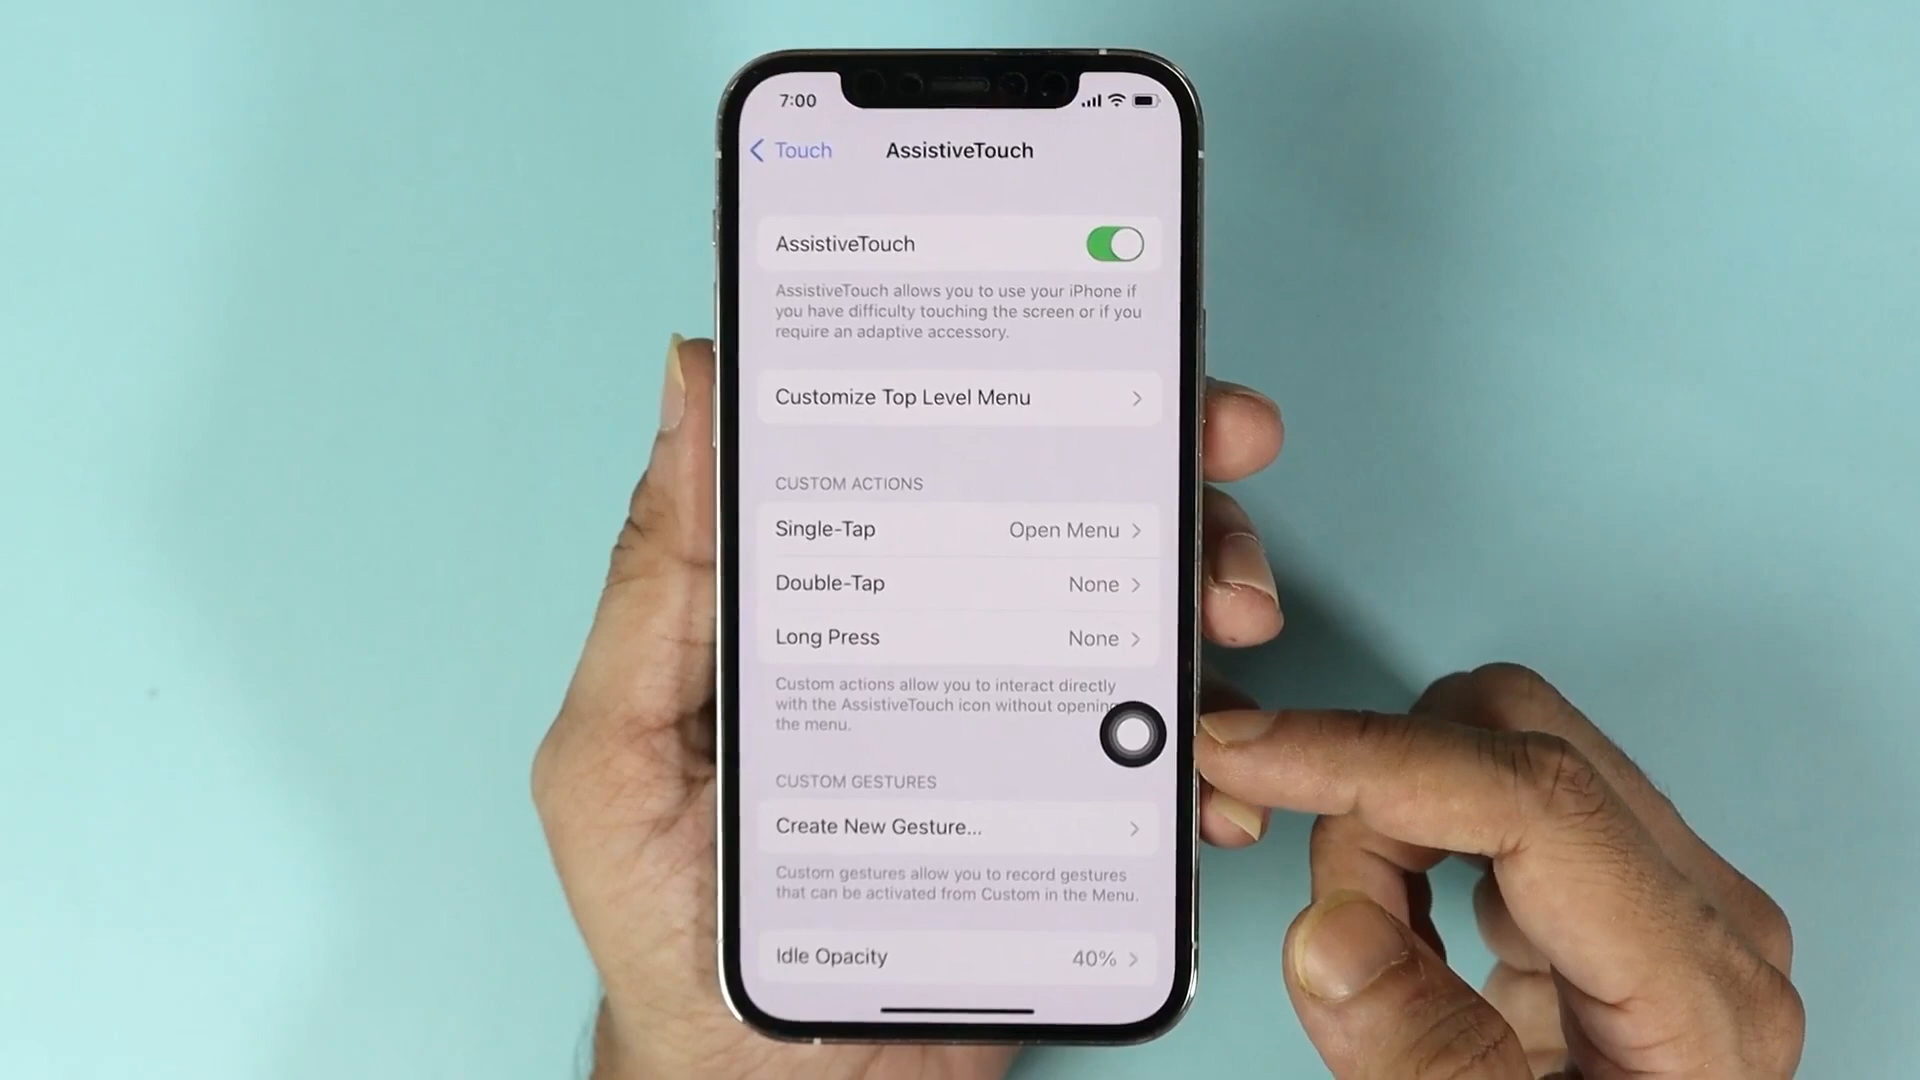 7:00
Touch
AssistiveTouch
AssistiveTouch
AssistiveTouch allows you to use your iPhone if
you have difficulty touching the screen or if you
require an adaptive accessory.
Customize Top Level Menu
CUSTOM ACTIONS
Single-Tap Open Menu
Double-Tap None
Long Press None
Custom actions allow you to interact directly
with the AssistiveTouch icon without opening
the menu.
CUSTOM GESTURES
Create New Gesture...
Custom gestures allow you to record gestures
that can be activated from Custom in the Menu.
Idle Opacity 40%